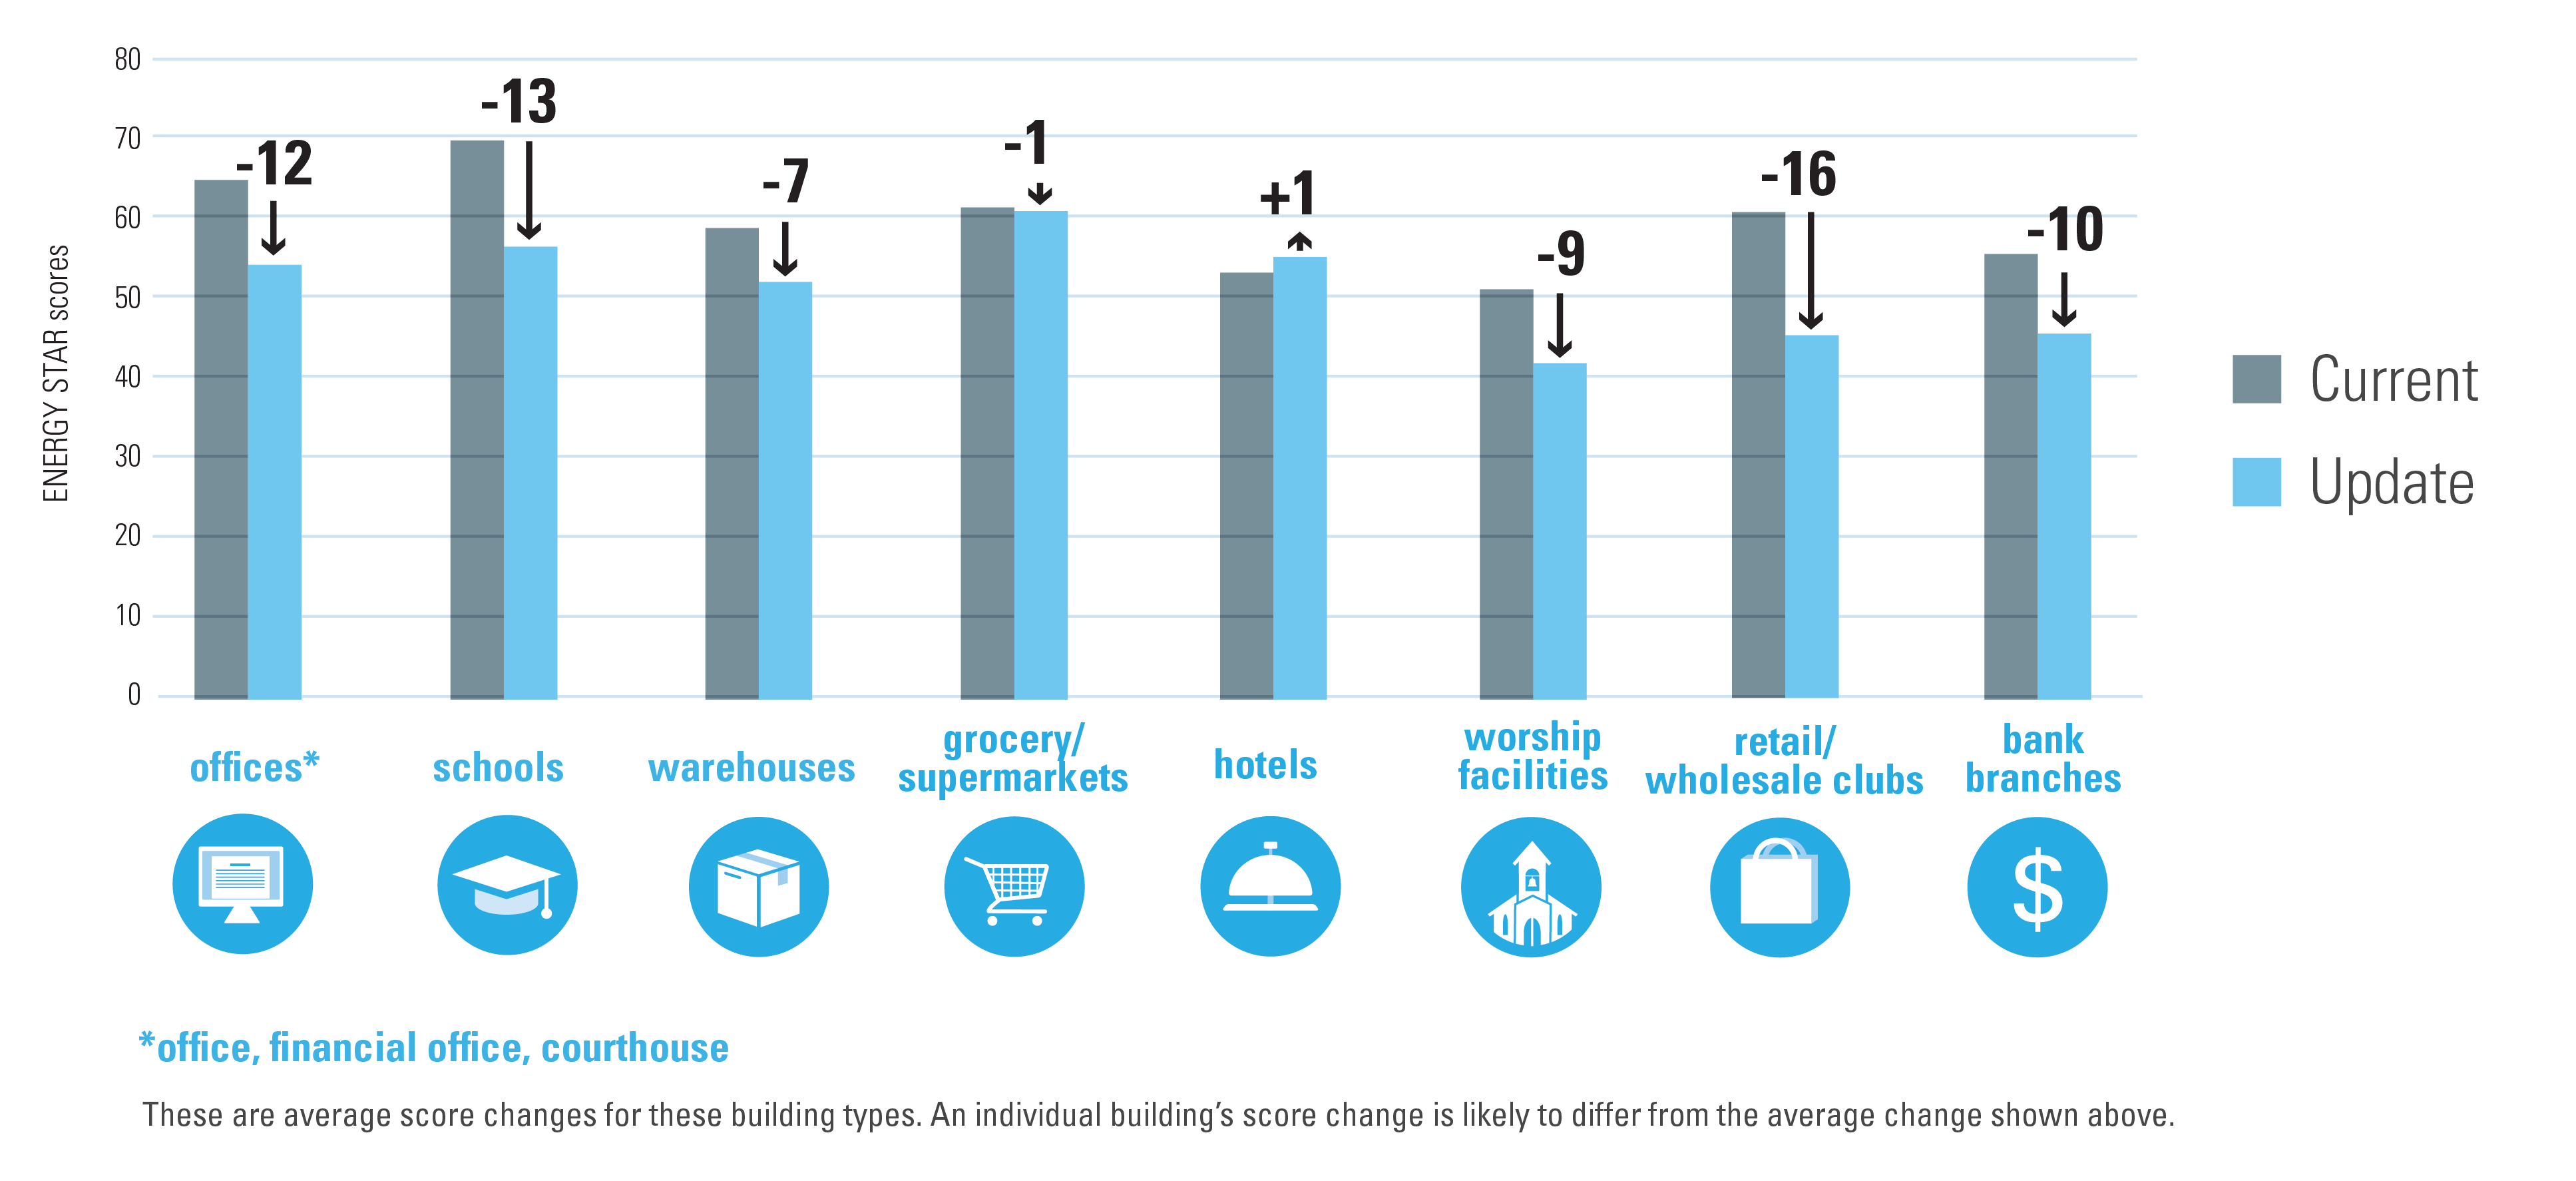 80
70
60
50
40
30
20
10
0
ENERGY STAR scores
-12
-13
-7
-1
+1
-9
-16
-10
Current
Update
offices*
schools
warehouses
grocery/
supermarkets
hotels
worship
facilities
retail/
wholesale clubs
bank
branches
$
*office, financial office, courthouse
These are average score changes for these building types. An individual building’s score change is likely to differ from the average change shown above.